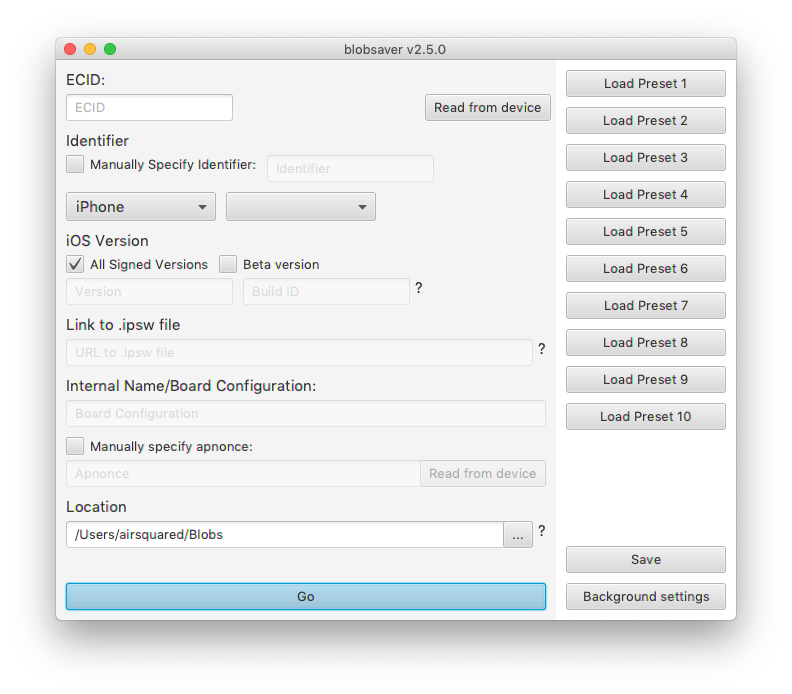 blobsaver v2.5.0
ECID:
ECID
Read from device
Identifier
Manually Specify Identifier:
Identifier
iPhone
iOS Version
All Signed Versions
Beta version
Version
Build ID
?
Link to .ipsw file
URL to .ipsw file
?
Internal Name/Board Configuration:
Board Configuration
Manually specify apnonce:
Apnonce
Read from device
Location
/Users/airsquared/Blobs
...
?
Go
Load Preset 1
Load Preset 2
Load Preset 3
Load Preset 4
Load Preset 5
Load Preset 6
Load Preset 7
Load Preset 8
Load Preset 9
Load Preset 10
Save
Background settings